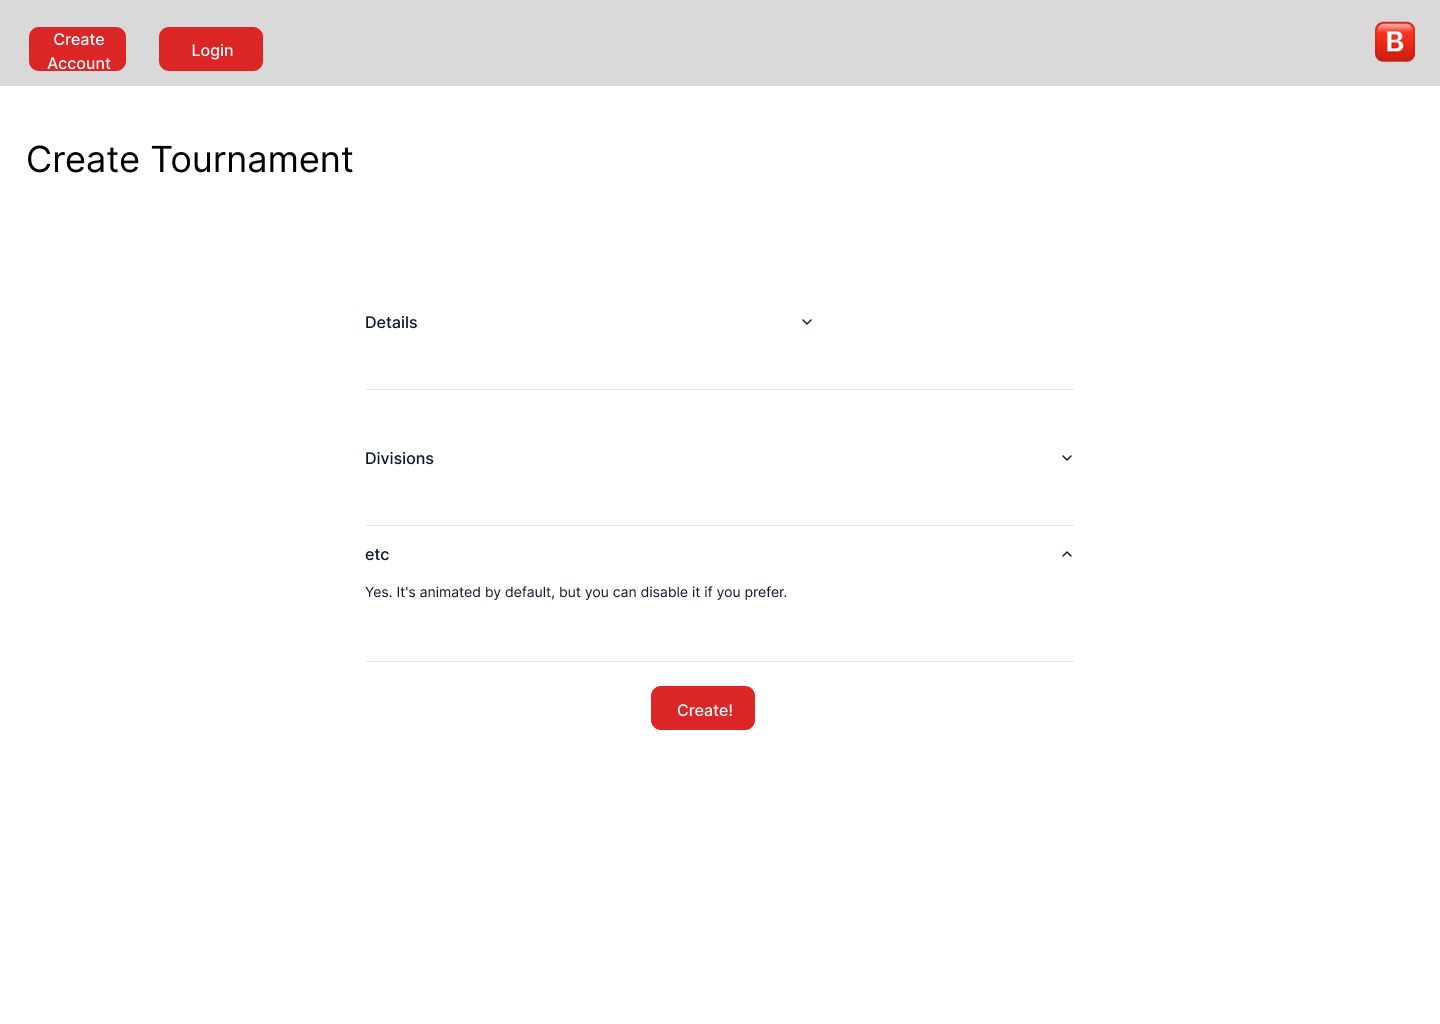 Create
Account
Login
B
Create Tournament
Details
Divisions
etc
Yes. It's animated by default, but you can disable it if you prefer.
Create!